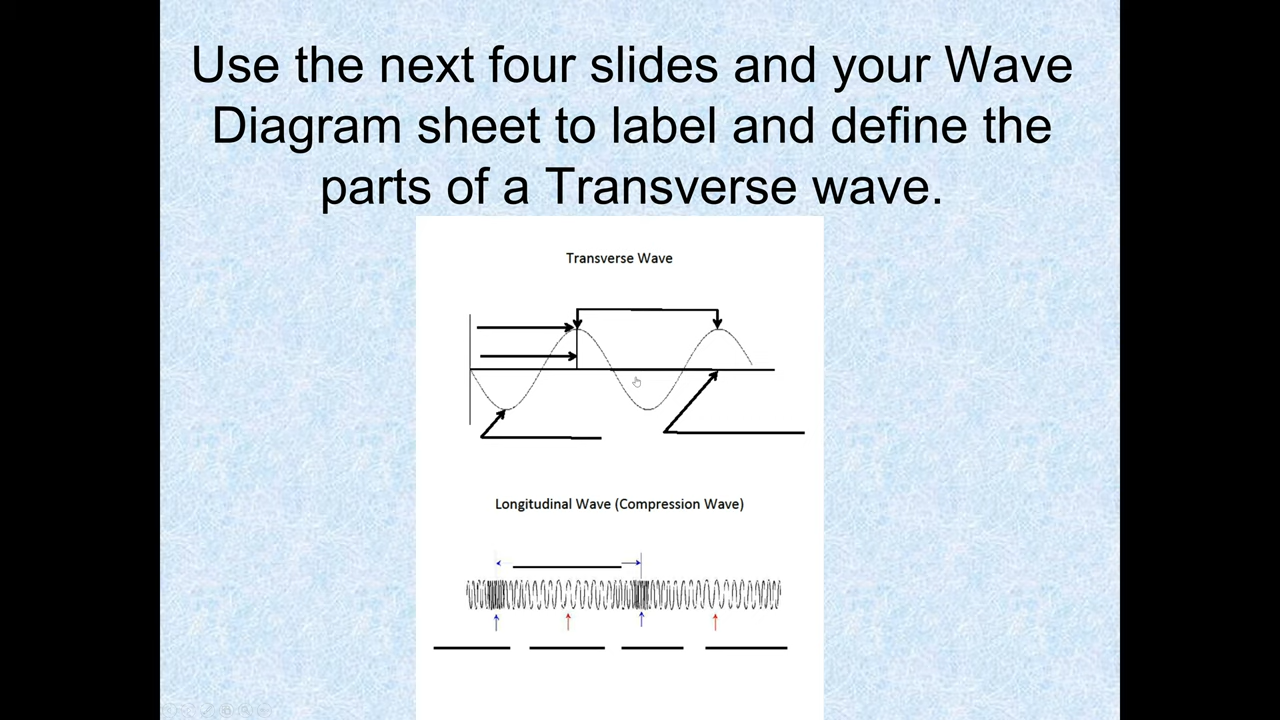 Use the next four slides and your Wave
Diagram sheet to label and define the
parts of a Transverse wave.
Transverse Wave
Longitudinal Wave (Compression Wave)